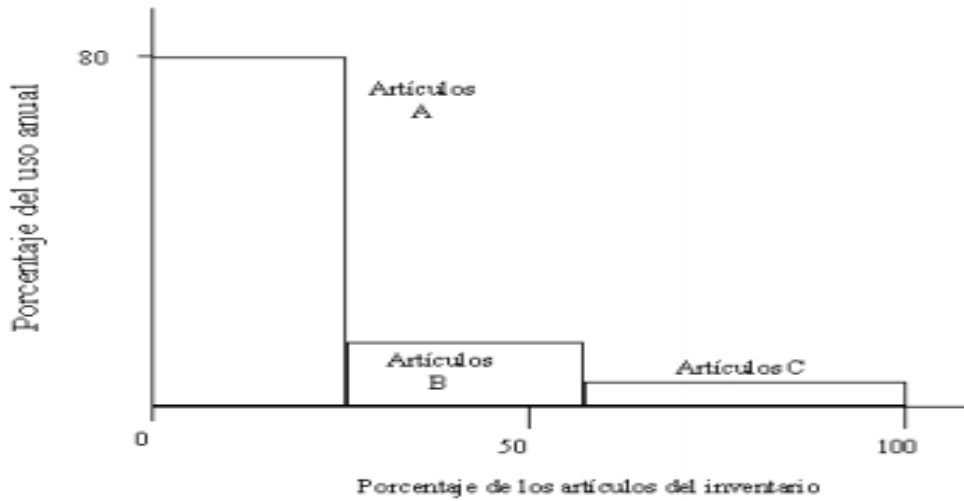 80
Porcentaje del uso anual
Artículos
A
Artículos
B
Artículos C
0
50
100
Porcentaje de los artículos del inventario